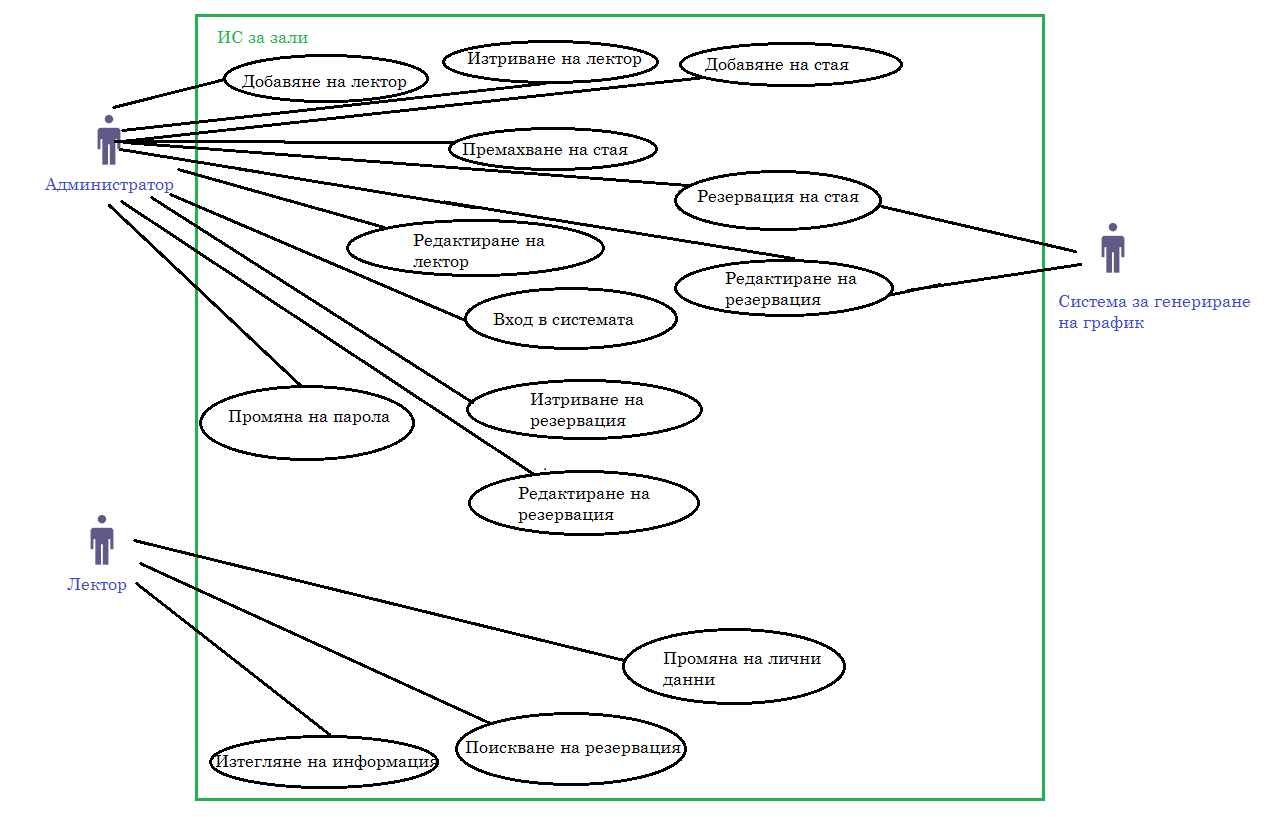 ИС за зали
Добавяне на лектор
Изтриване на лектор
Добавяне на стая
Премахване на стая
Администратор
Резервация на стая
Редактиране на
лектор
Редактиране на
резервация
Система за генериране
на график
Вход в системата
Промяна на парола
Изтриване на
резервация
Редактиране на
резервация
Лектор
Промяна на лични
данни
Поискване на резервация
Изтегляне на информация